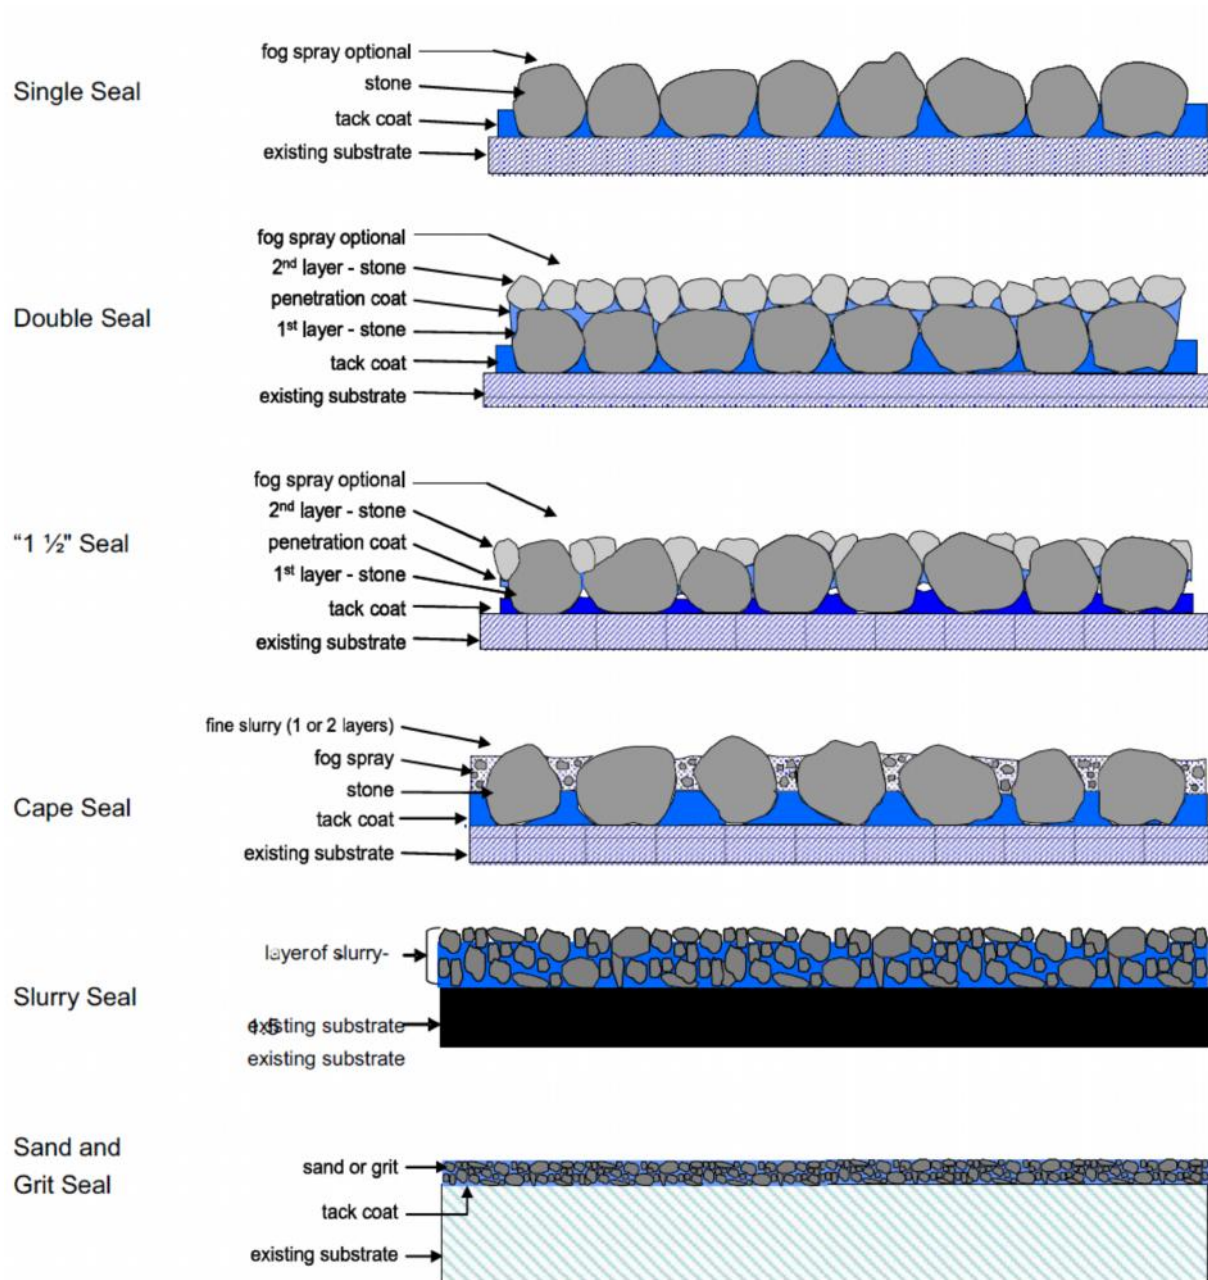 Single Seal
fog spray optional
stone
tack coat
existing substrate
Double Seal
fog spray optional
2nd layer - stone
penetration coat
1st layer - stone
tack coat
existing substrate
“1 ½" Seal
fog spray optional
2nd layer - stone
penetration coat
1st layer - stone
tack coat
existing substrate
Cape Seal
fine slurry (1 or 2 layers)
fog spray
stone
tack coat
existing substrate
Slurry Seal
layer of slurry-
existing substrate
1.5
existing substrate
Sand and
Grit Seal
sand or grit
tack coat
existing substrate